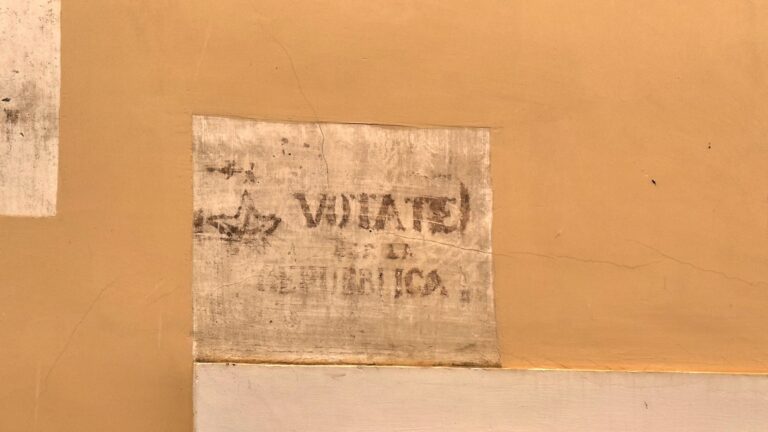 VOTATE
PER LA
REPUBBLICA!